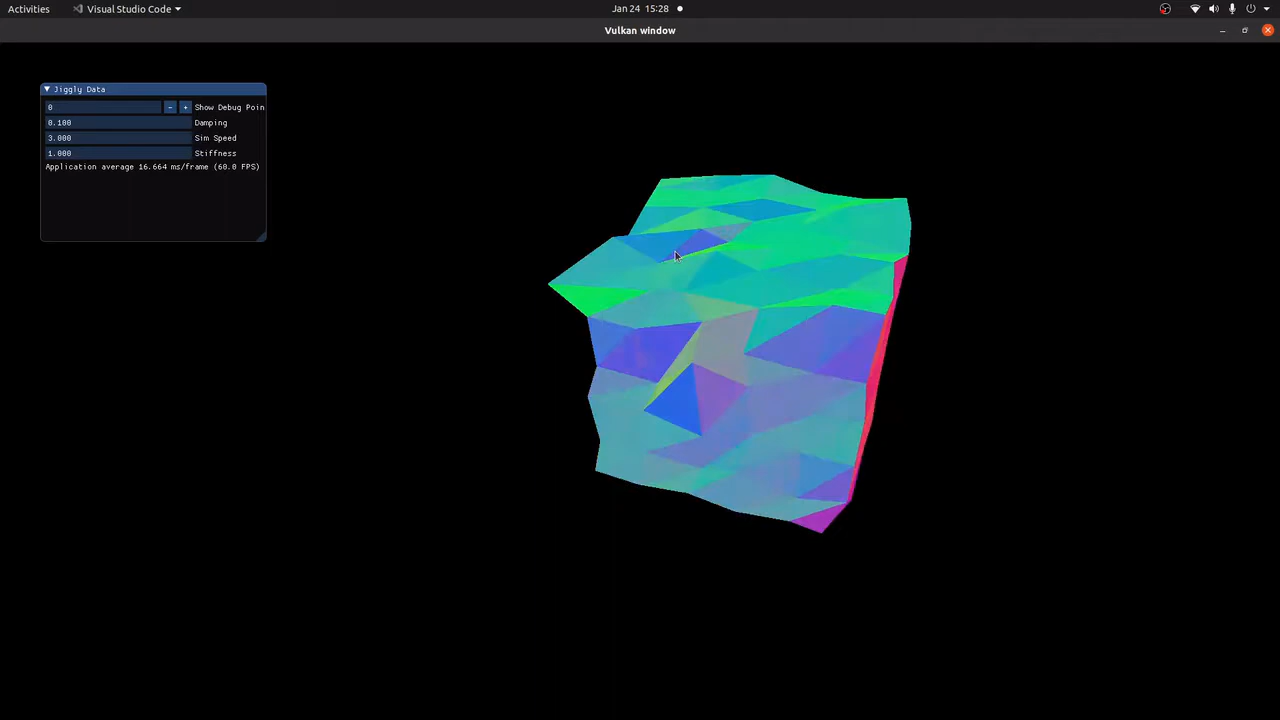 Activities Visual Studio Code Jan 24 15:28
Vulkan window
Jiggly Data
0 - + Show Debug Poin
0.100 Damping
3.000 Sim Speed
1.000 Stiffness
Application average 16.664 ms/frame (60.0 FPS)